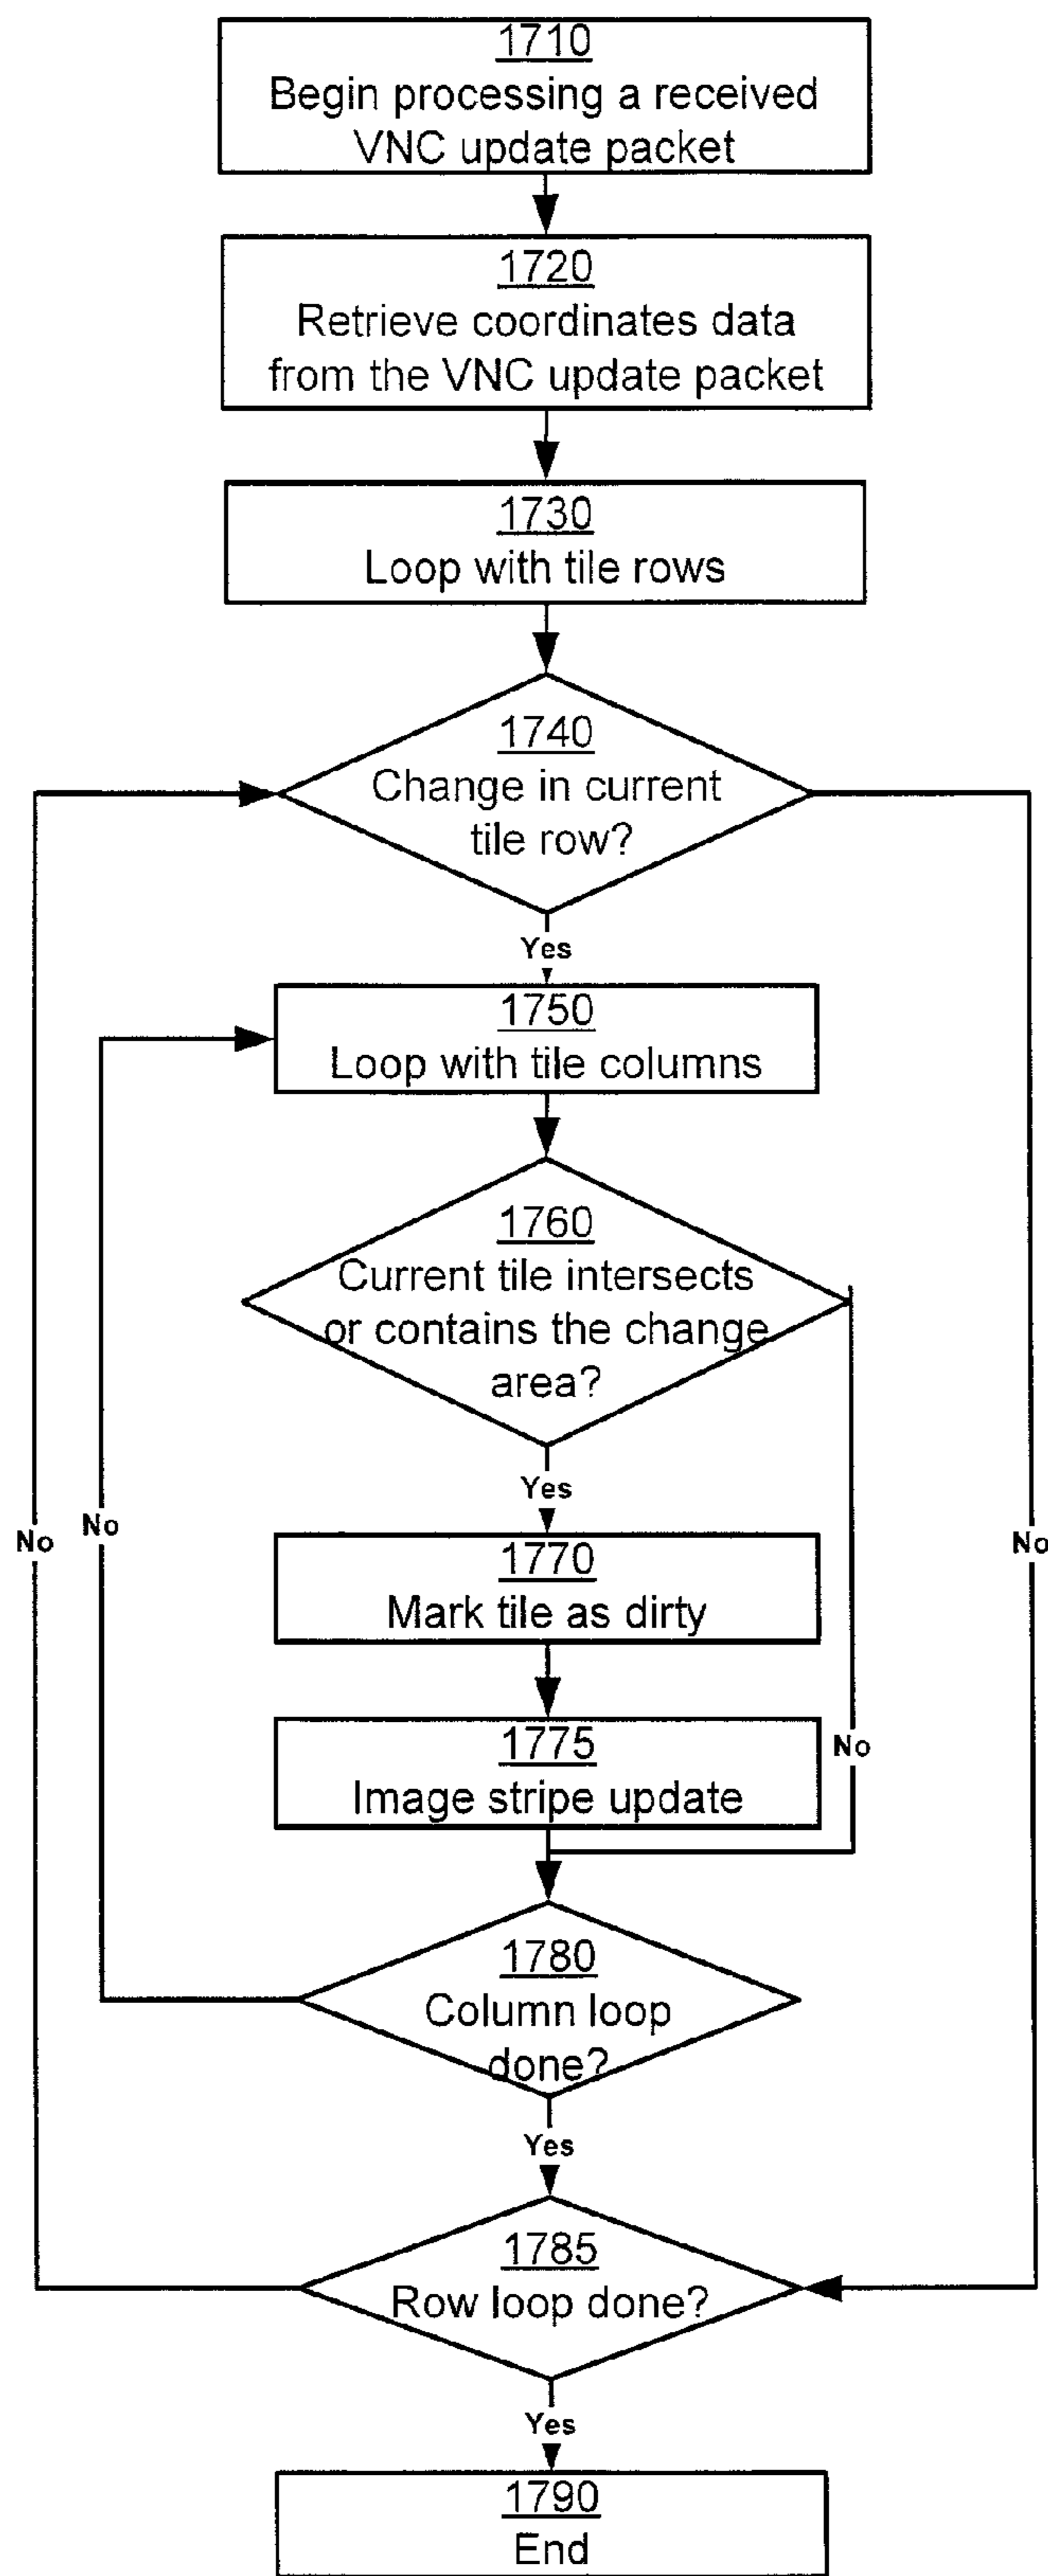 1710
Begin processing a received
VNC update packet
1720
Retrieve coordinates data
from the VNC update packet
1730
Loop with tile rows
1740
Change in current
tile row?
Yes
1750
Loop with tile columns
1760
Current tile intersects
or contains the change
area?
Yes
No
No
No
1770
Mark tile as dirty
1775
Image stripe update
No
1780
Column loop
done?
Yes
1785
Row loop done?
Yes
1790
End